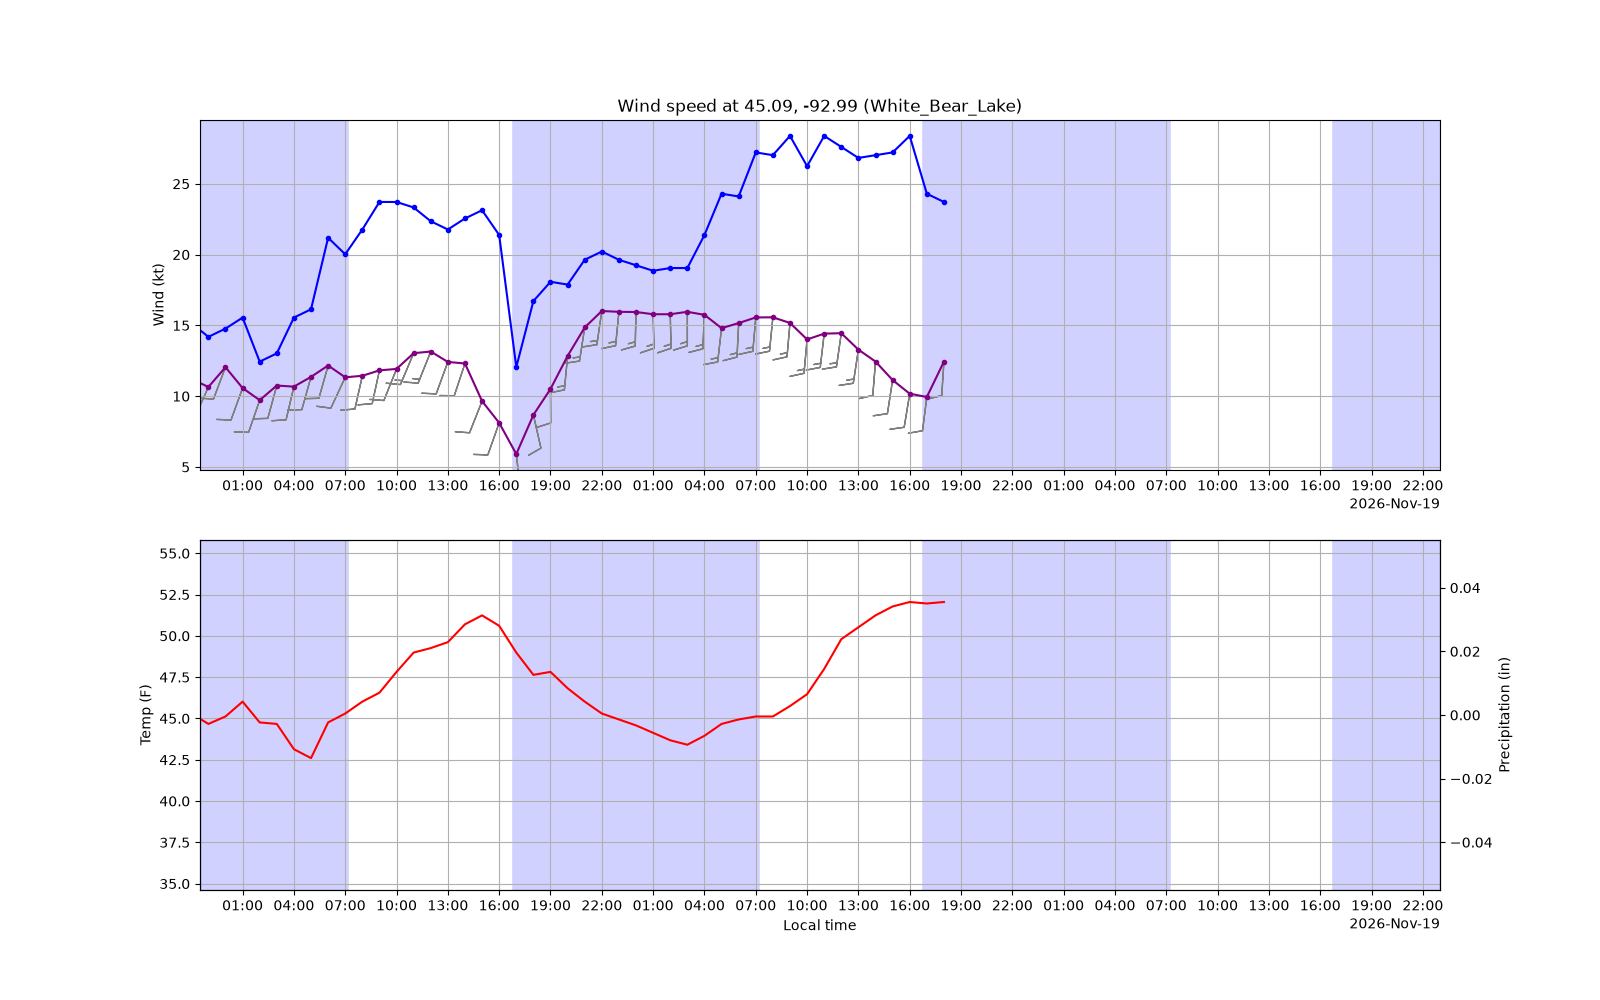 Wind speed at 45.09, -92.99 (White_Bear_Lake)
Wind (kt)
25
20
15
10
5
01:00 04:00 07:00 10:00 13:00 16:00 19:00 22:00 01:00 04:00 07:00 10:00 13:00 16:00 19:00 22:00 01:00 04:00 07:00 10:00 13:00 16:00 19:00 22:00
2026-Nov-19
Temp (F)
55.0
52.5
50.0
47.5
45.0
42.5
40.0
37.5
35.0
0.04
0.02
0.00
−0.02
−0.04
Precipitation (in)
01:00 04:00 07:00 10:00 13:00 16:00 19:00 22:00 01:00 04:00 07:00 10:00 13:00 16:00 19:00 22:00 01:00 04:00 07:00 10:00 13:00 16:00 19:00 22:00
Local time
2026-Nov-19